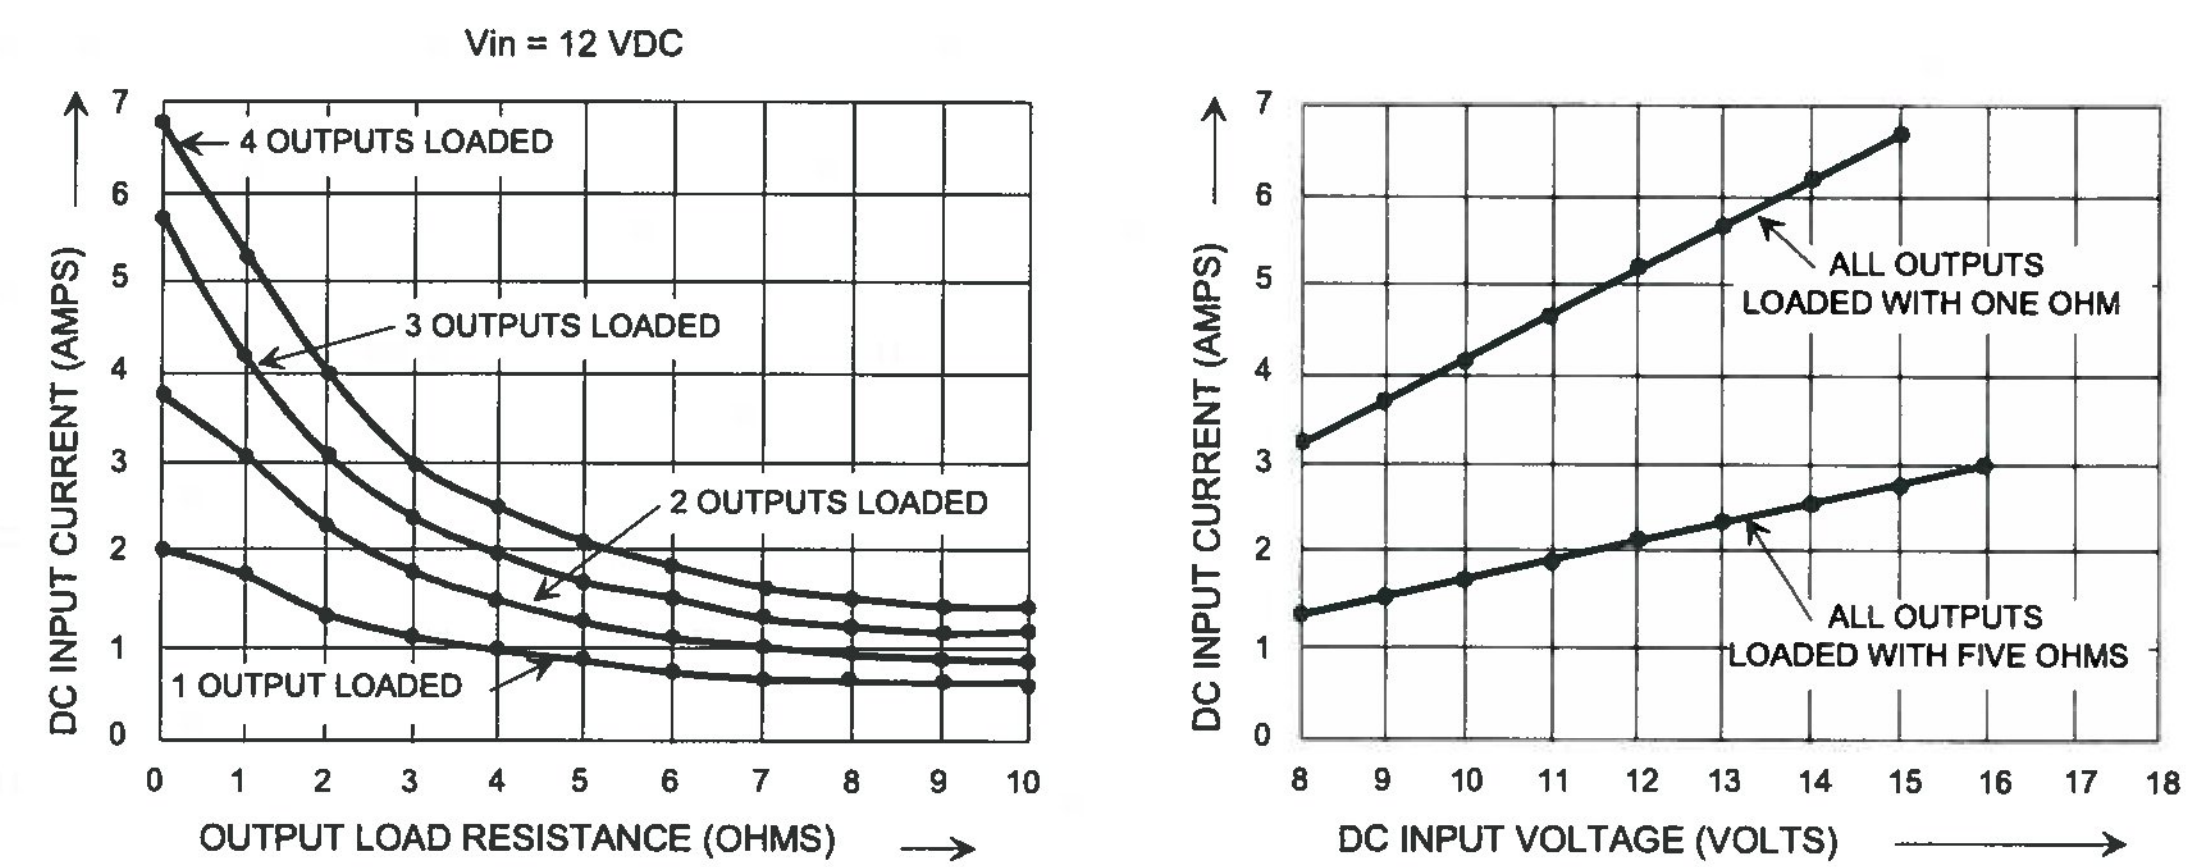 Vin = 12 VDC
DC INPUT CURRENT (AMPS)
7
6
5
4
3
2
1
0
4 OUTPUTS LOADED
3 OUTPUTS LOADED
2 OUTPUTS LOADED
1 OUTPUT LOADED
0 1 2 3 4 5 6 7 8 9 10
OUTPUT LOAD RESISTANCE (OHMS)
DC INPUT CURRENT (AMPS)
7
6
5
4
3
2
1
0
ALL OUTPUTS
LOADED WITH ONE OHM
ALL OUTPUTS
LOADED WITH FIVE OHMS
8 9 10 11 12 13 14 15 16 17 18
DC INPUT VOLTAGE (VOLTS)